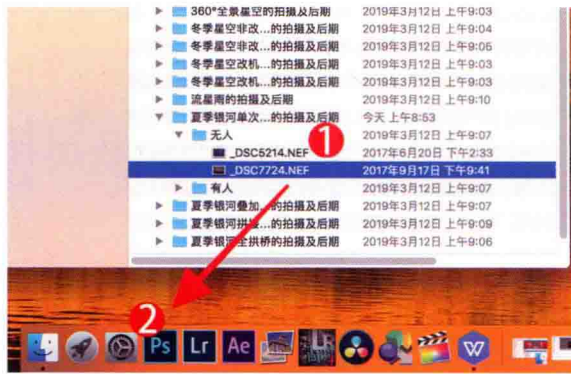 360°全景星空的拍摄及后期 2019年3月12日 上午9:03
冬季星空非改...的拍摄及后期 2019年3月12日 上午9:04
冬季星空非改...的拍摄及后期 2019年3月12日 上午9:06
冬季星空改机...的拍摄及后期 2019年3月12日 上午9:03
冬季星空改机...的拍摄及后期 2019年3月12日 上午9:03
流星雨的拍摄及后期 2019年3月12日 上午9:10
夏季银河单次...的拍摄及后期 今天 上午8:53
无人 2019年3月12日 上午9:07
1
_DSC5214.NEF 2017年6月20日 下午2:33
_DSC7724.NEF 2017年9月17日 下午9:41
有人 2019年3月12日 上午9:07
夏季银河叠加...的拍摄及后期 2019年3月12日 上午9:07
夏季银河拼接...的拍摄及后期 2019年3月12日 上午9:09
夏季银河全拱桥的拍摄及后期 2019年3月12日 上午9:06
2
Ps Lr Ae LR W